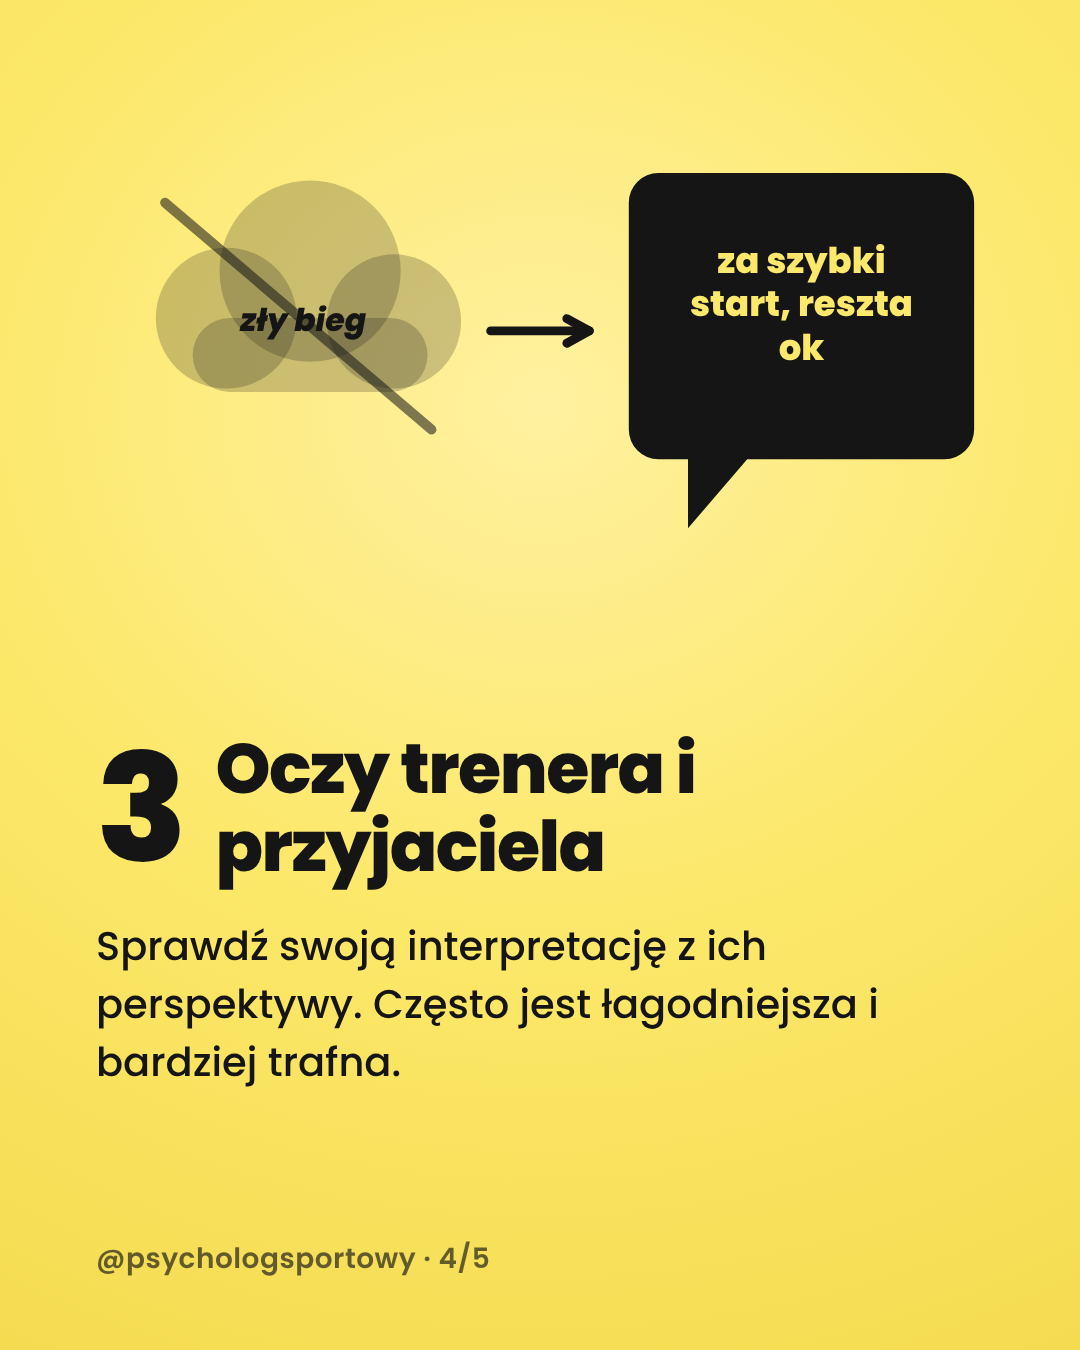 zły bieg
za szybki
start, reszta
ok
3
Oczy trenera i
przyjaciela
Sprawdź swoją interpretację z ich
perspektywy. Często jest łagodniejsza i
bardziej trafna.
@psychologsportowy · 4/5